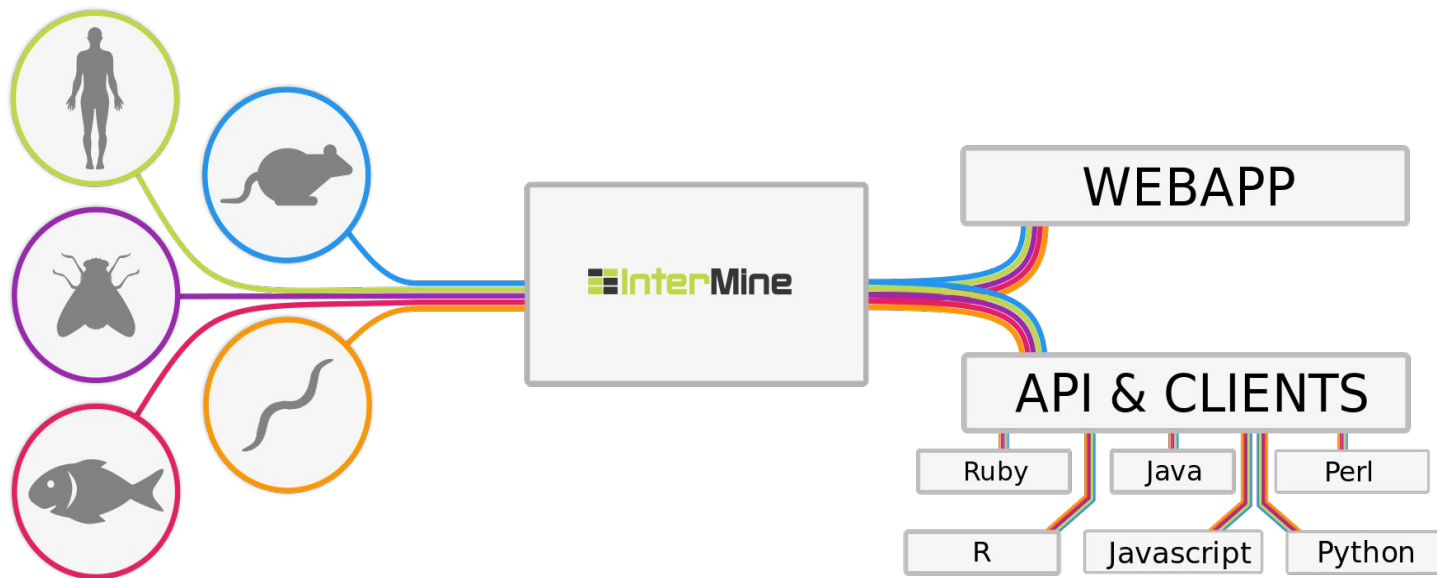 InterMine
WEBAPP
API & CLIENTS
Ruby
Java
Perl
R
Javascript
Python